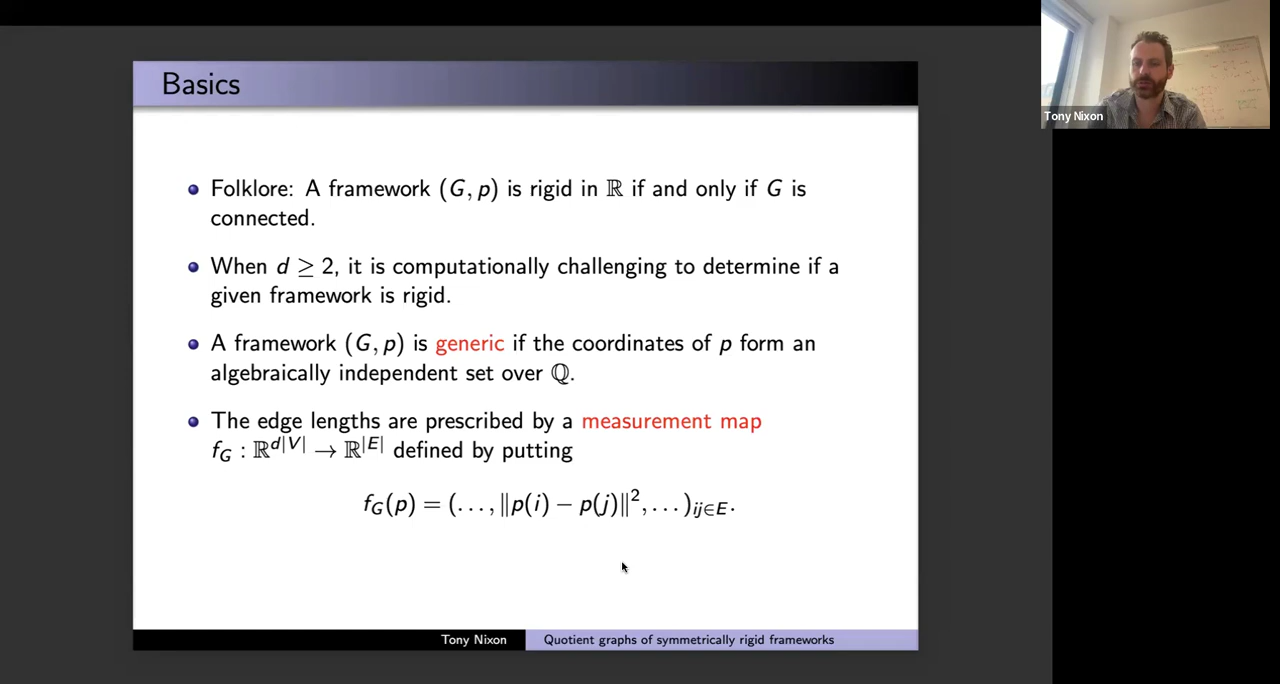 Basics
Folklore: A framework (G, p) is rigid in ℝ if and only if G is
connected.
When d ≥ 2, it is computationally challenging to determine if a
given framework is rigid.
A framework (G, p) is generic if the coordinates of p form an
algebraically independent set over ℚ.
The edge lengths are prescribed by a measurement map
f_G : ℝ^{d|V|} → ℝ^{|E|} defined by putting
f_G(p) = (..., ‖p(i) − p(j)‖², ...)_{ij∈E}.
Tony Nixon
Quotient graphs of symmetrically rigid frameworks
Tony Nixon